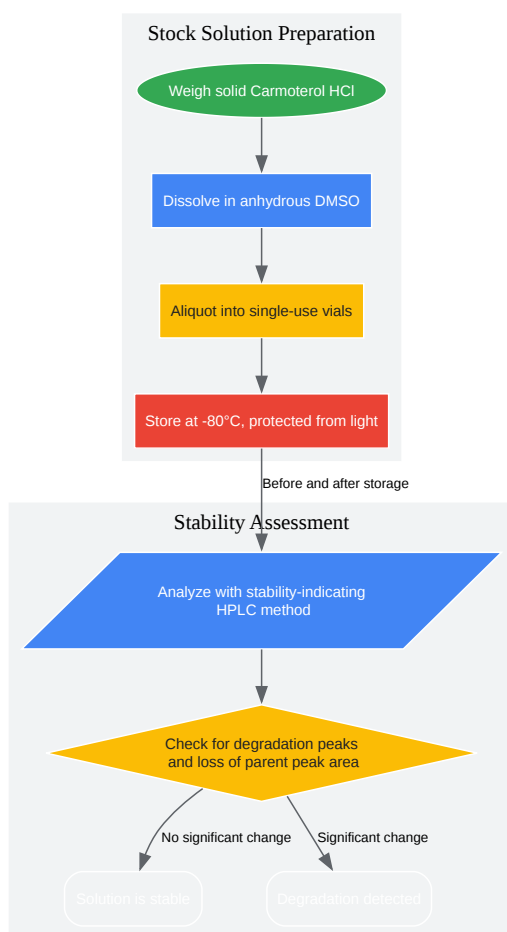 Stock Solution Preparation
Weigh solid Carmoterol HCl
Dissolve in anhydrous DMSO
Aliquot into single-use vials
Store at -80°C, protected from light
Before and after storage
Stability Assessment
Analyze with stability-indicating
HPLC method
Check for degradation peaks
and loss of parent peak area
No significant change
Significant change
Solution is stable
Degradation detected